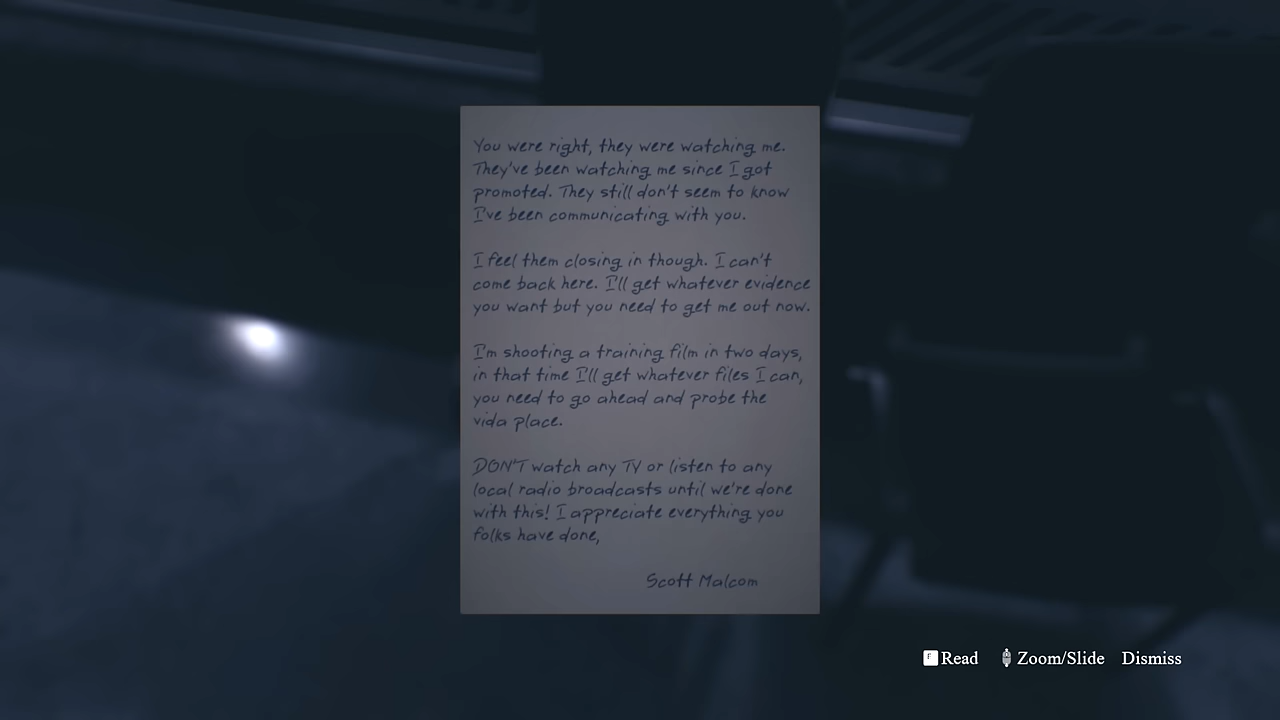 You were right, they were watching me.
They've been watching me since I got
promoted. They still don't seem to know
I've been communicating with you.
I feel them closing in though. I can't
come back here. I'll get whatever evidence
you want but you need to get me out now.
I'm shooting a training film in two days,
in that time I'll get whatever files I can,
you need to go ahead and probe the
vida place.
DON'T watch any TV or listen to any
local radio broadcasts until we're done
with this! I appreciate everything you
folks have done,
Scott Malcom
F Read Zoom/Slide Dismiss